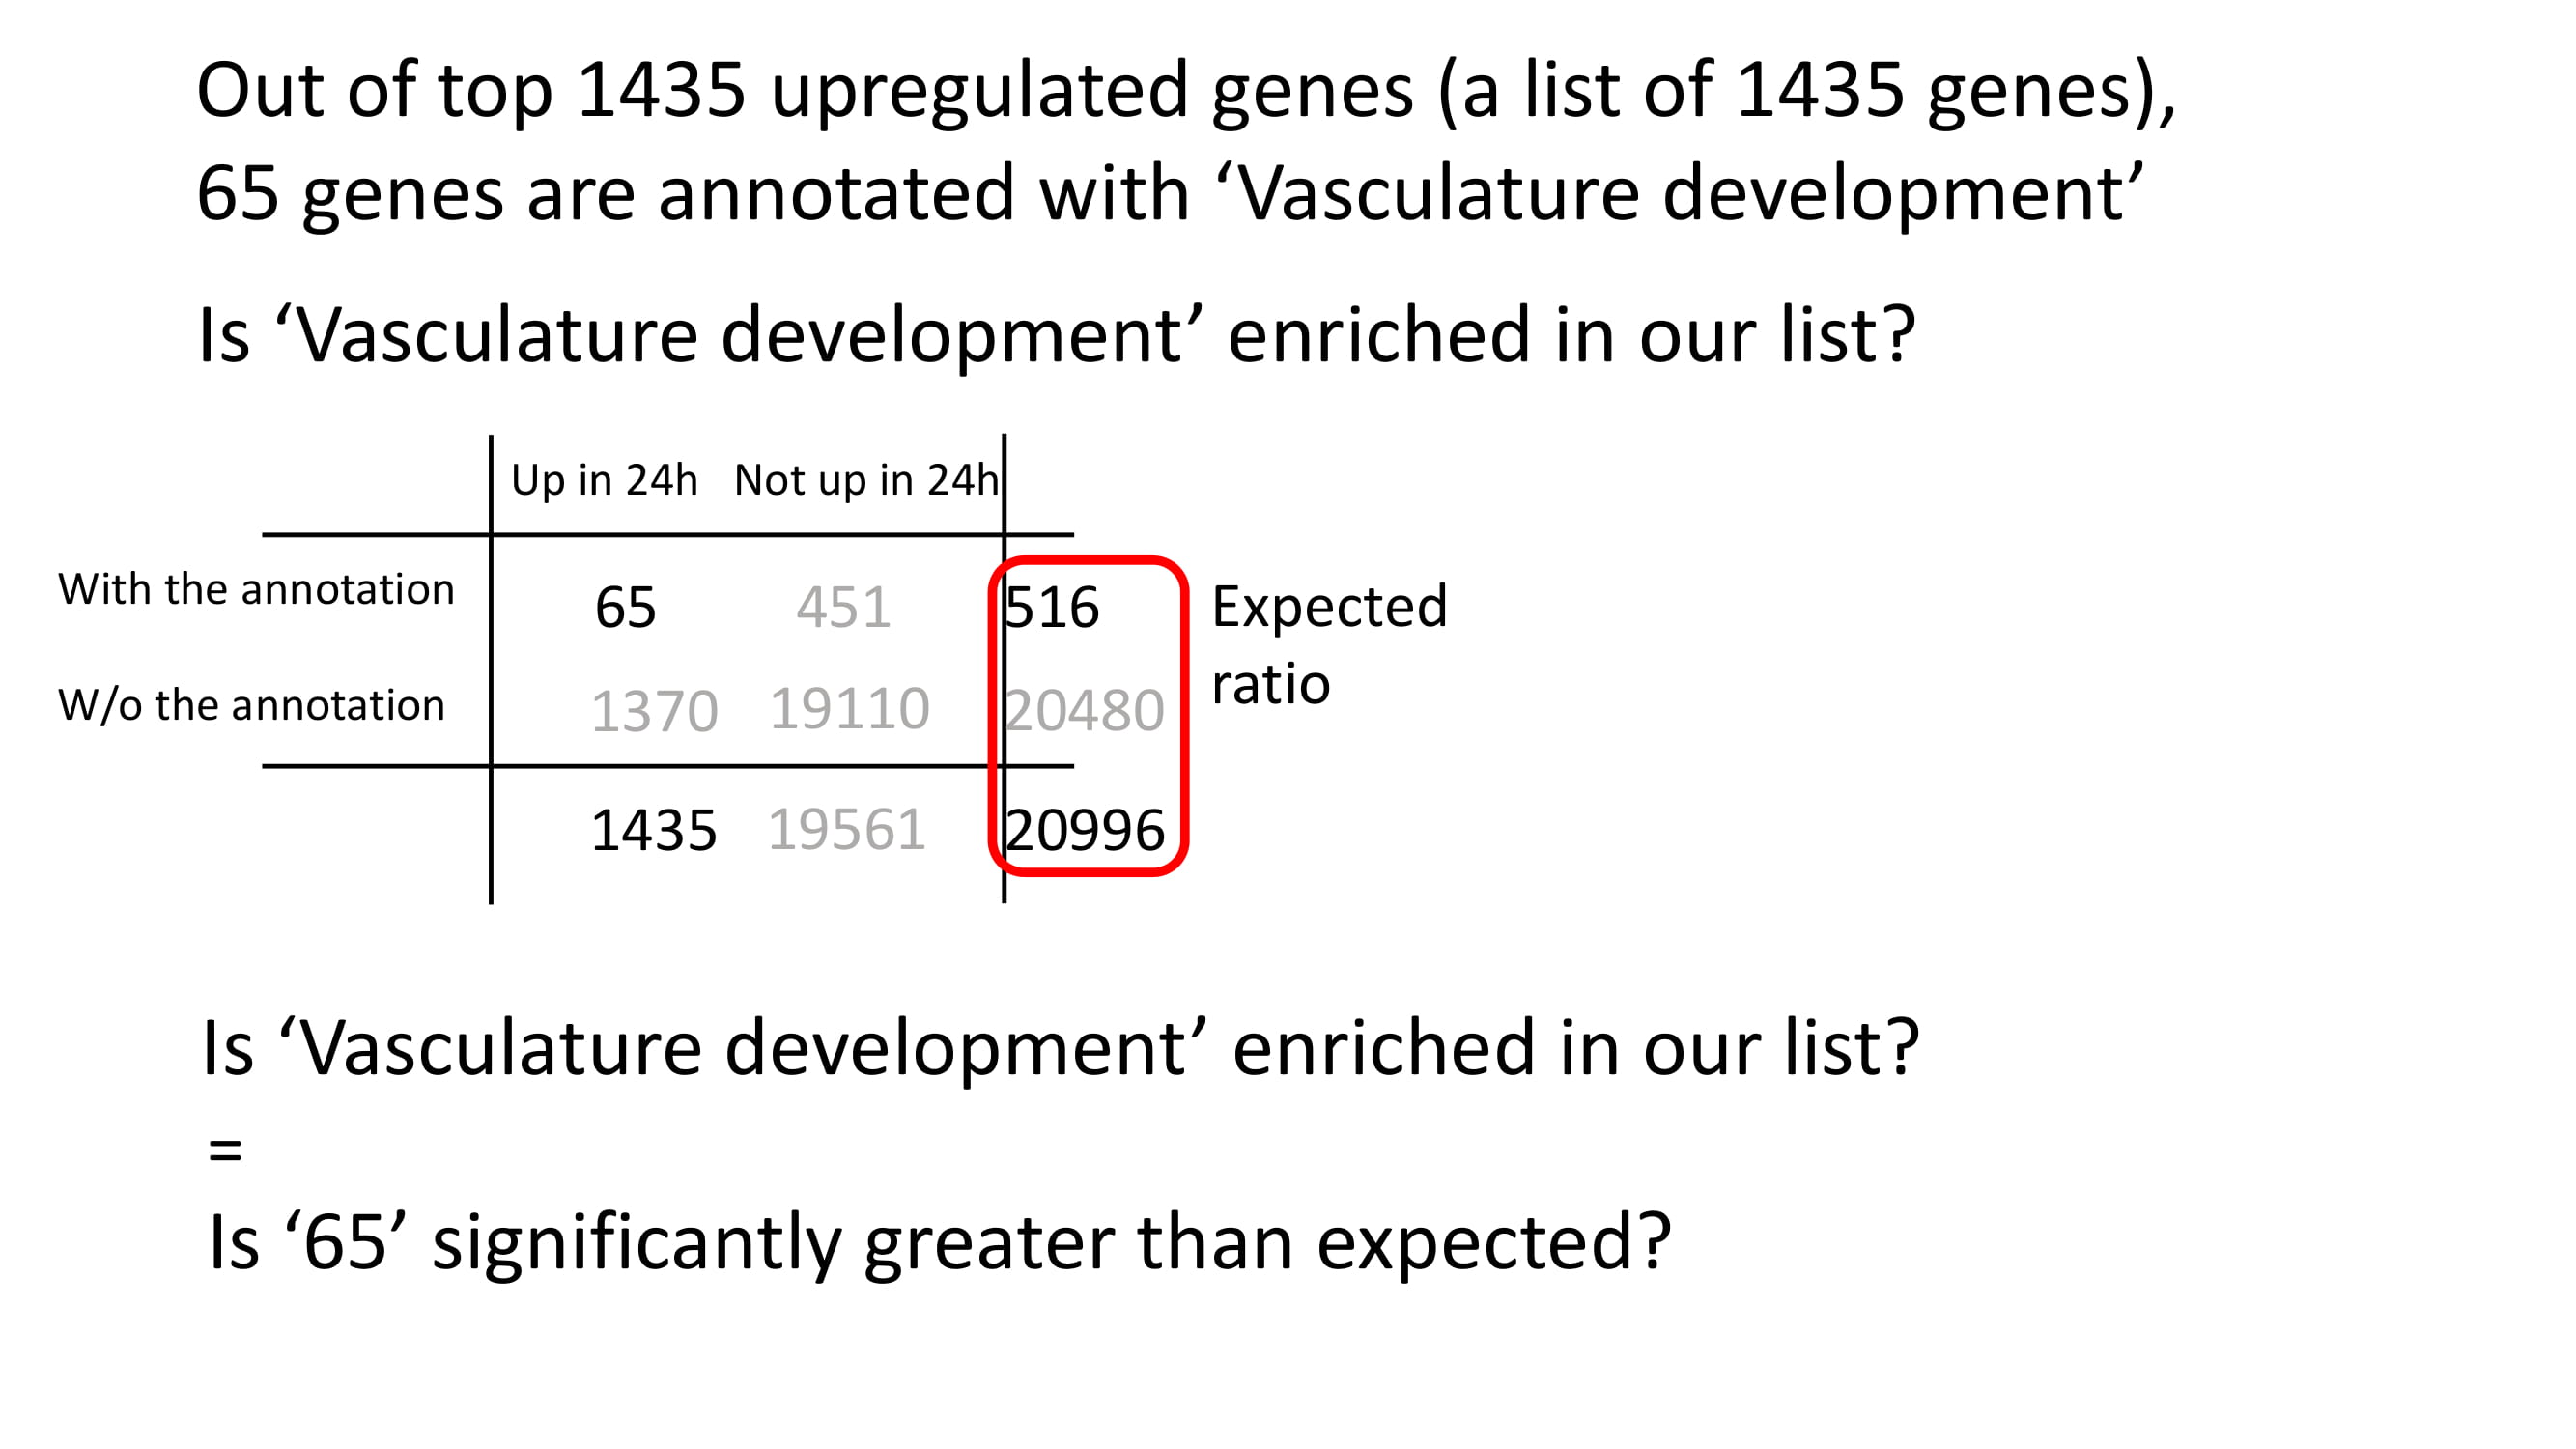 Out of top 1435 upregulated genes (a list of 1435 genes),
65 genes are annotated with ‘Vasculature development’
Is ‘Vasculature development’ enriched in our list?
Up in 24h Not up in 24h
With the annotation 65 451 516 Expected
W/o the annotation 1370 19110 20480 ratio
1435 19561 20996
Is ‘Vasculature development’ enriched in our list?
=
Is ‘65’ significantly greater than expected?